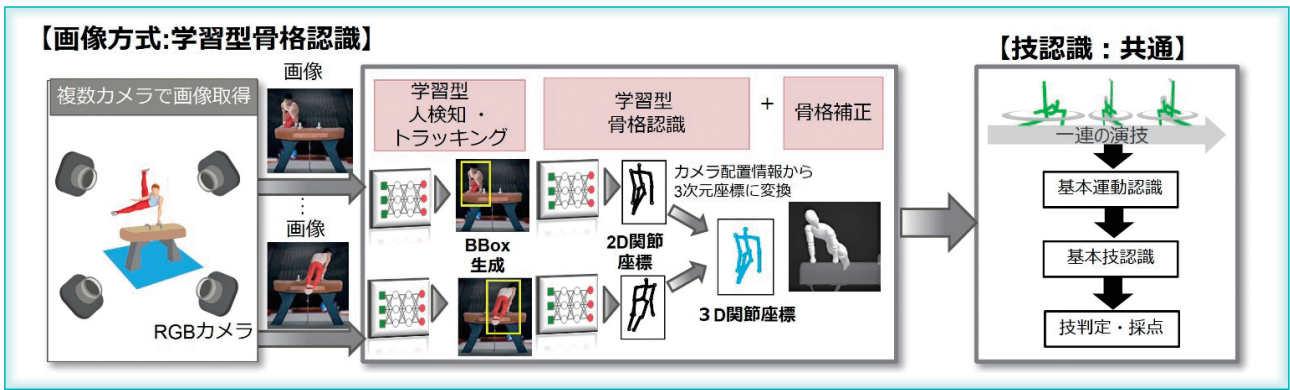 【画像方式:学習型骨格認識】
複数カメラで画像取得
RGBカメラ
画像
⋮
画像
学習型
人検知・
トラッキング
学習型
骨格認識
+
骨格補正
BBox
生成
2D関節
座標
カメラ配置情報から
3次元座標に変換
3D関節座標
【技認識：共通】
一連の演技
基本運動認識
基本技認識
技判定・採点